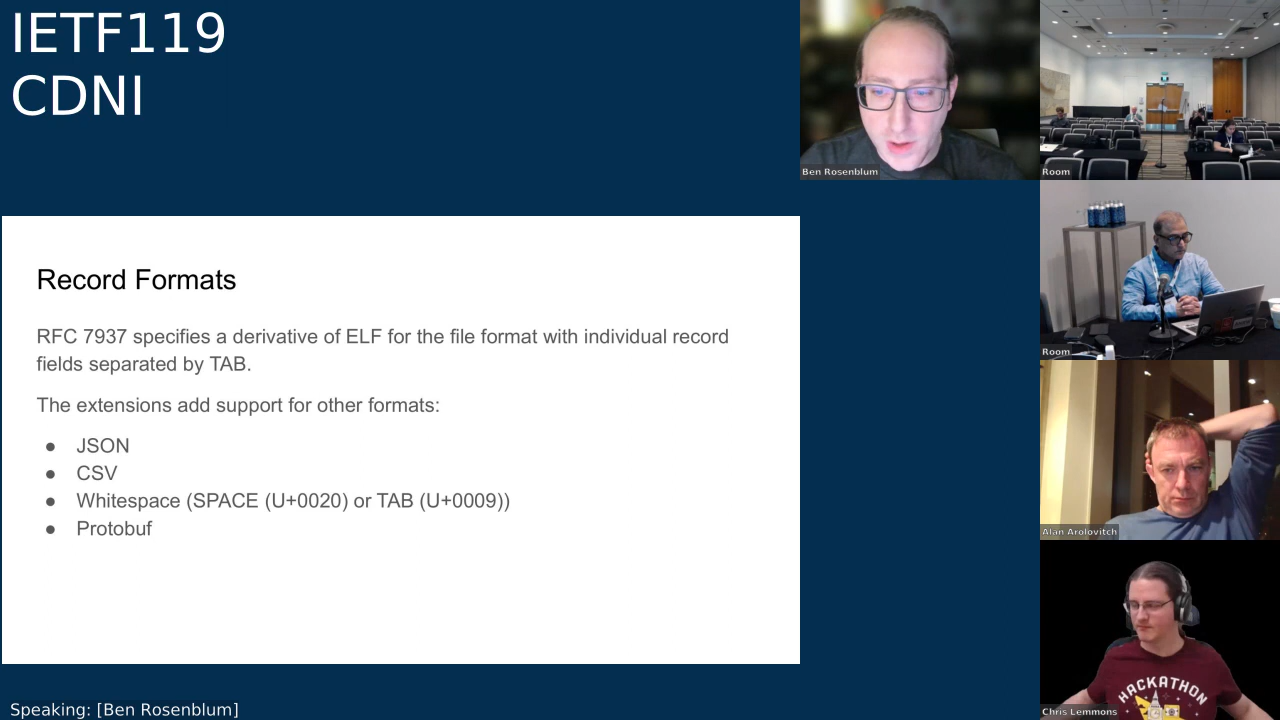 IETF119
CDNI
Ben Rosenblum
Room
Room
Alan Arolovitch
Chris Lemmons
HACKATHON
Record Formats
RFC 7937 specifies a derivative of ELF for the file format with individual record
fields separated by TAB.
The extensions add support for other formats:
● JSON
● CSV
● Whitespace (SPACE (U+0020) or TAB (U+0009))
● Protobuf
Speaking: [Ben Rosenblum]